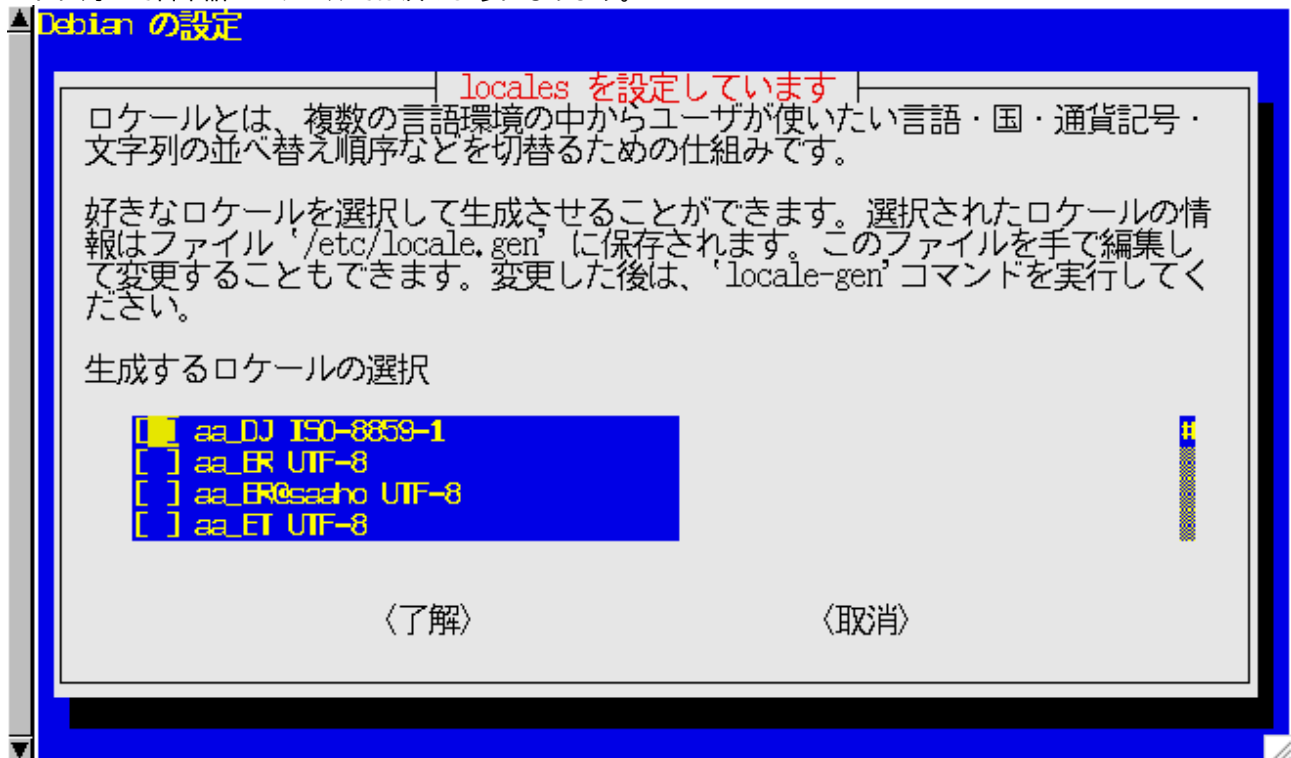 Debian の設定
locales を設定しています
ロケールとは、複数の言語環境の中からユーザが使いたい言語・国・通貨記号・
文字列の並べ替え順序などを切替るための仕組みです。
好きなロケールを選択して生成させることができます。選択されたロケールの情
報はファイル‘/etc/locale.gen’に保存されます。このファイルを手で編集し
て変更することもできます。変更した後は、‘locale-gen’コマンドを実行してく
ださい。
生成するロケールの選択
[ ] aa_DJ ISO-8859-1
[ ] aa_ER UTF-8
[ ] aa_ER@saaho UTF-8
[ ] aa_ET UTF-8
#
〈了解〉 〈取消〉